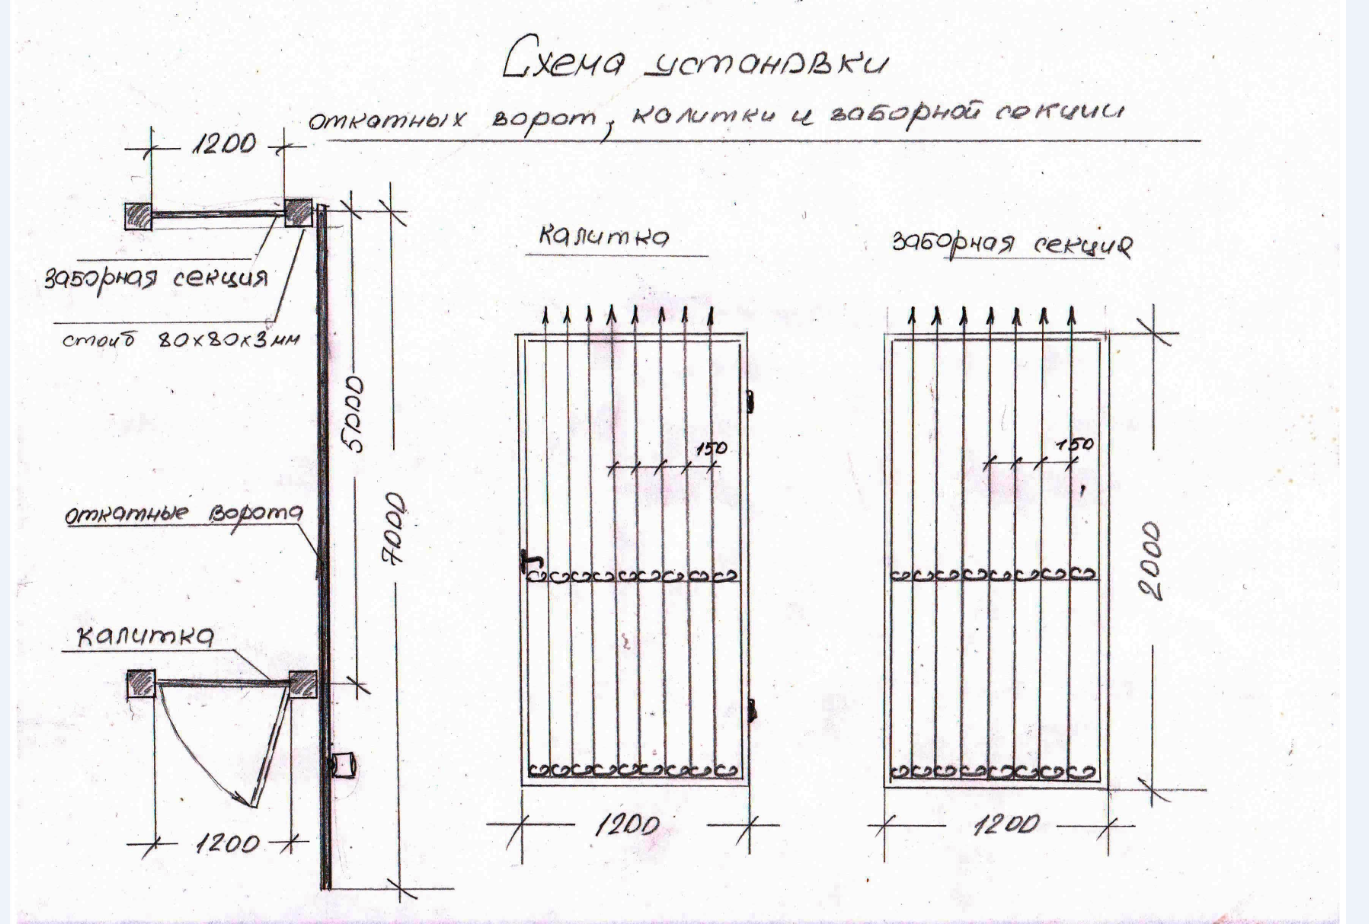 Схема установки
откатных ворот, калитки и заборной секции
1200
заборная секция
столб 80х80х3мм
5000
7000
откатные ворота
калитка
1200
калитка
150
1200
заборная секция
150
2000
1200